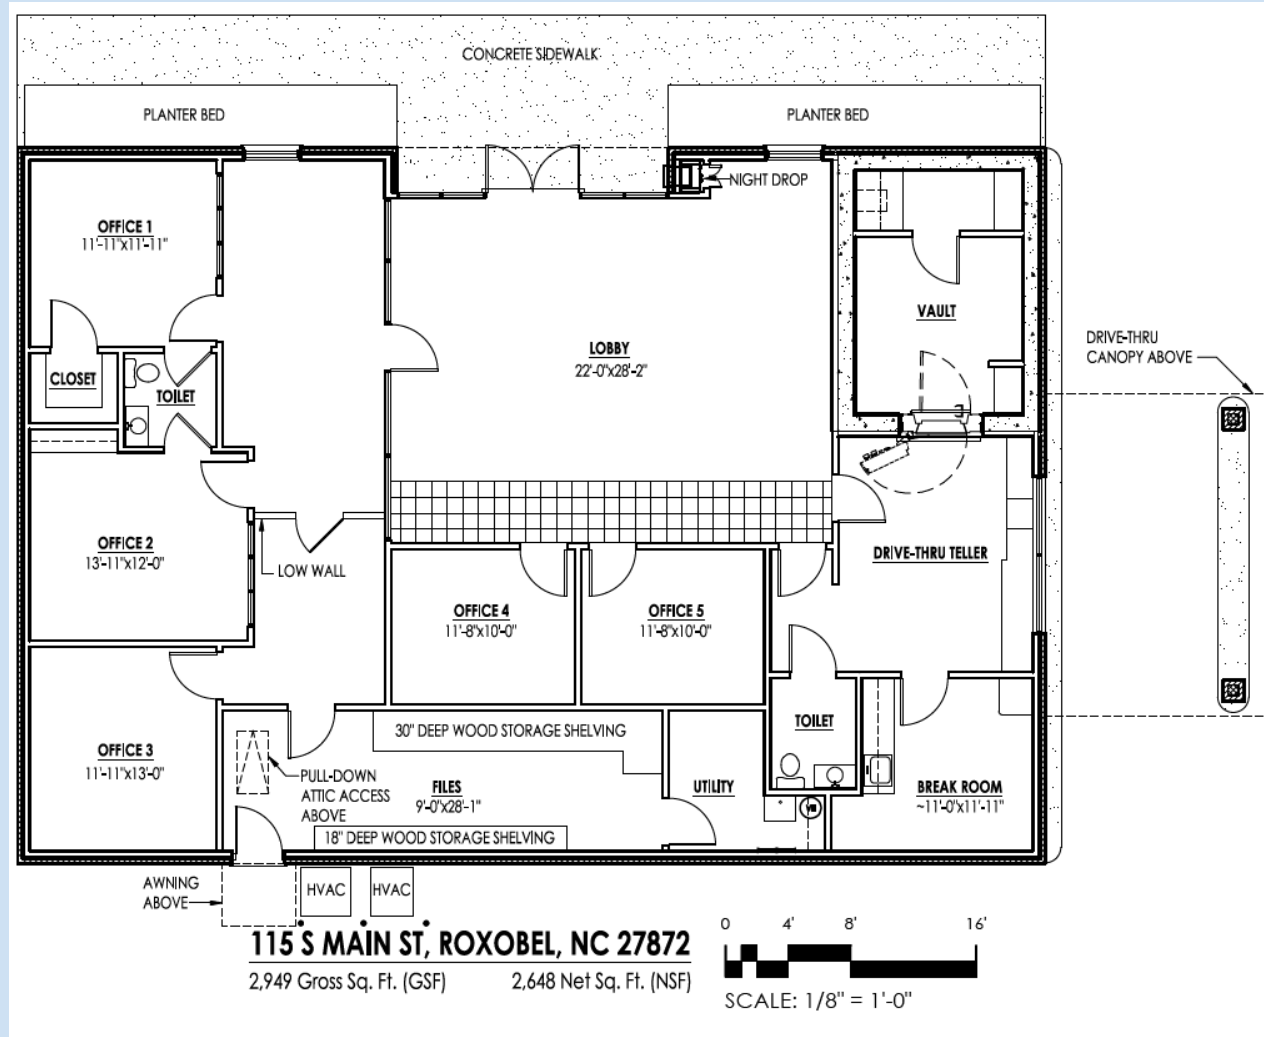 CONCRETE SIDEWALK
PLANTER BED
PLANTER BED
NIGHT DROP
OFFICE 1
11'-11"x11'-11"
VAULT
LOBBY
22'-0"x28'-2"
DRIVE-THRU
CANOPY ABOVE
CLOSET
TOILET
OFFICE 2
13'-11"x12'-0"
LOW WALL
DRIVE-THRU TELLER
OFFICE 4
11'-8"x10'-0"
OFFICE 5
11'-8"x10'-0"
TOILET
30" DEEP WOOD STORAGE SHELVING
OFFICE 3
11'-11"x13'-0"
PULL-DOWN
ATTIC ACCESS
ABOVE
FILES
9'-0"x28'-1"
UTILITY
BREAK ROOM
~11'-0"x11'-11"
WH
18" DEEP WOOD STORAGE SHELVING
AWNING
ABOVE
HVAC
HVAC
115 S MAIN ST, ROXOBEL, NC 27872
2,949 Gross Sq. Ft. (GSF) 2,648 Net Sq. Ft. (NSF)
0 4' 8' 16'
SCALE: 1/8" = 1'-0"